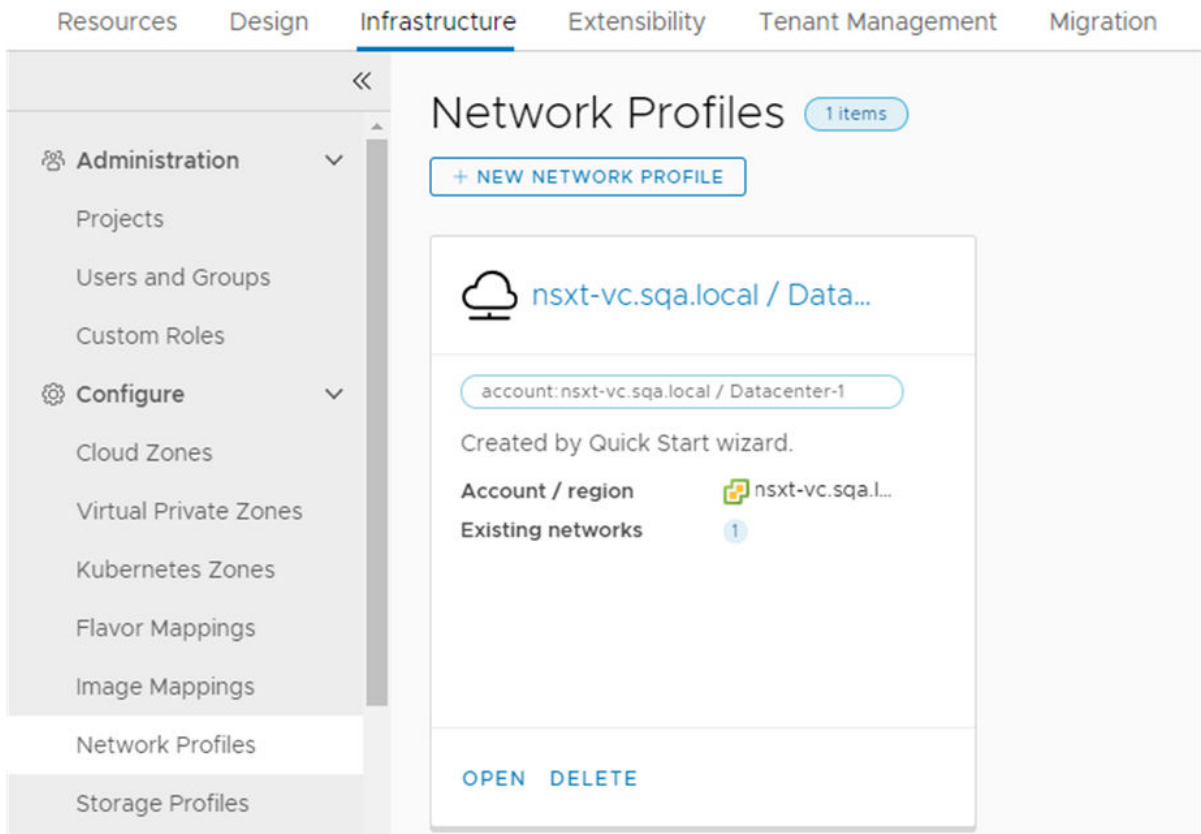 Resources Design Infrastructure Extensibility Tenant Management Migration
Administration
Projects
Users and Groups
Custom Roles
Configure
Cloud Zones
Virtual Private Zones
Kubernetes Zones
Flavor Mappings
Image Mappings
Network Profiles
Storage Profiles
Network Profiles 1 items
+ NEW NETWORK PROFILE
nsxt-vc.sqa.local / Data...
account:nsxt-vc.sqa.local / Datacenter-1
Created by Quick Start wizard.
Account / region nsxt-vc.sqa.l...
Existing networks 1
OPEN DELETE